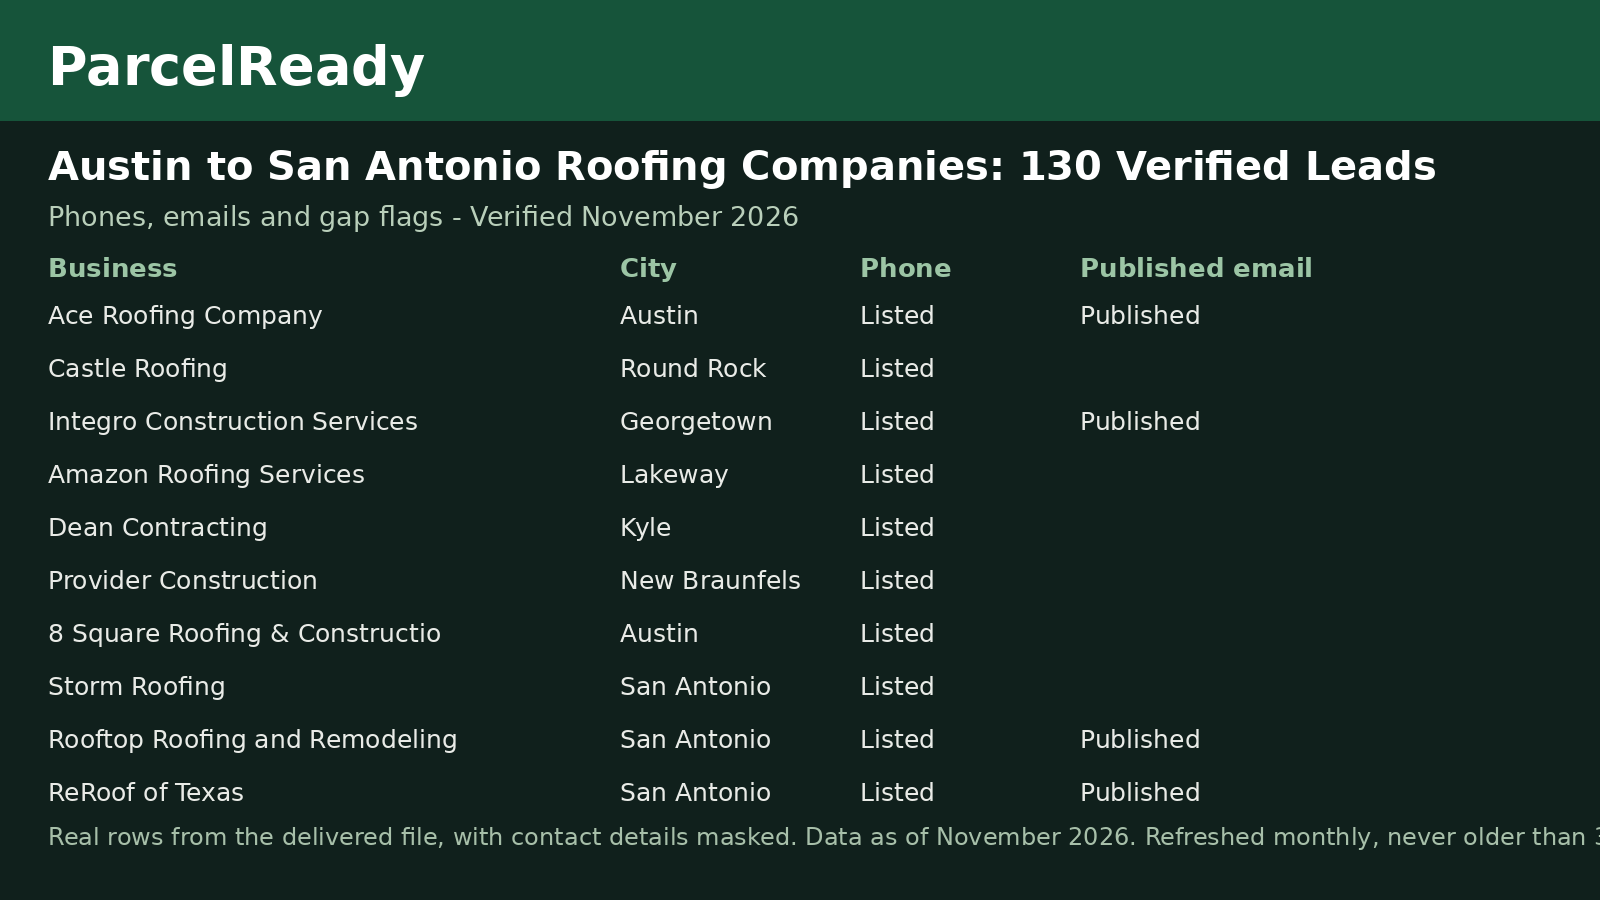 ParcelReady
Austin to San Antonio Roofing Companies: 130 Verified Leads
Phones, emails and gap flags - Verified November 2026
Business City Phone Published email
Ace Roofing Company Austin Listed Published
Castle Roofing Round Rock Listed
Integro Construction Services Georgetown Listed Published
Amazon Roofing Services Lakeway Listed
Dean Contracting Kyle Listed
Provider Construction New Braunfels Listed
8 Square Roofing & Constructio Austin Listed
Storm Roofing San Antonio Listed
Rooftop Roofing and Remodeling San Antonio Listed Published
ReRoof of Texas San Antonio Listed Published
Real rows from the delivered file, with contact details masked. Data as of November 2026. Refreshed monthly, never older than